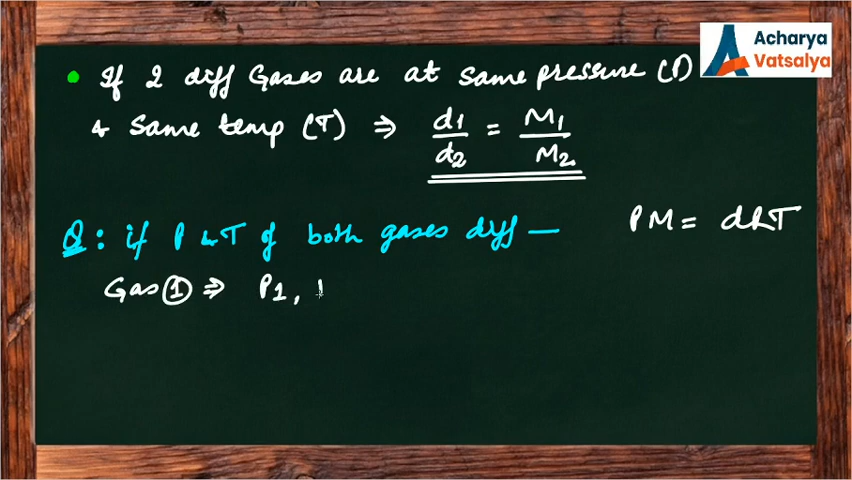 Acharya
Vatsalya
• If 2 diff Gases are at same pressure (P)
& same temp (T) ⇒ d1/d2 = M1/M2
Q: if P & T of both gases diff — PM = dRT
Gas ① ⇒ P1,